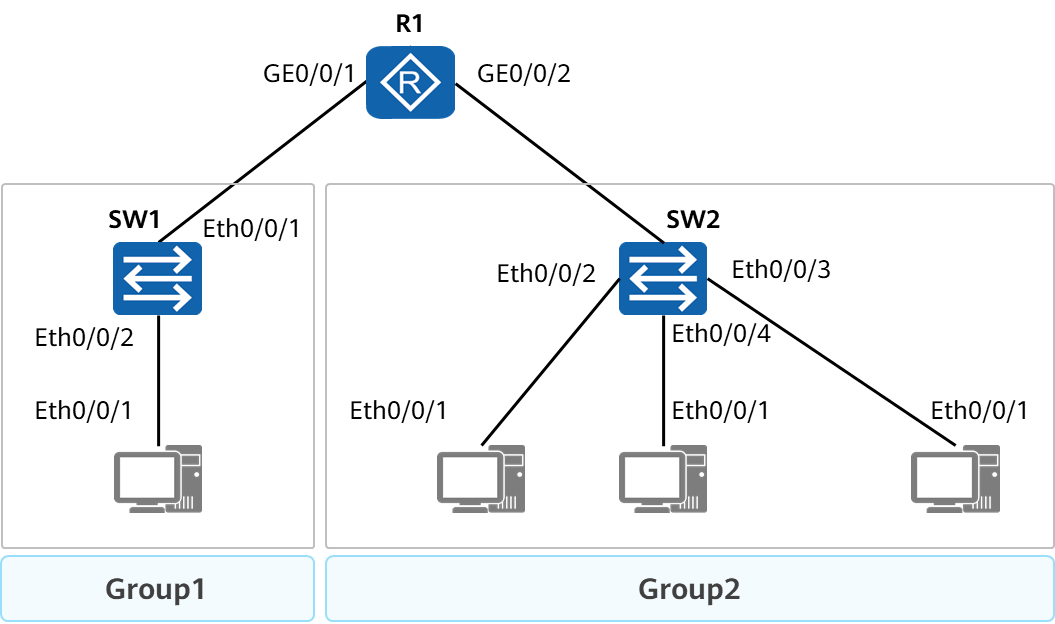 R1
GE0/0/1
GE0/0/2
R
SW1
Eth0/0/1
Eth0/0/2
Eth0/0/1
SW2
Eth0/0/2
Eth0/0/3
Eth0/0/4
Eth0/0/1
Eth0/0/1
Eth0/0/1
Group1
Group2